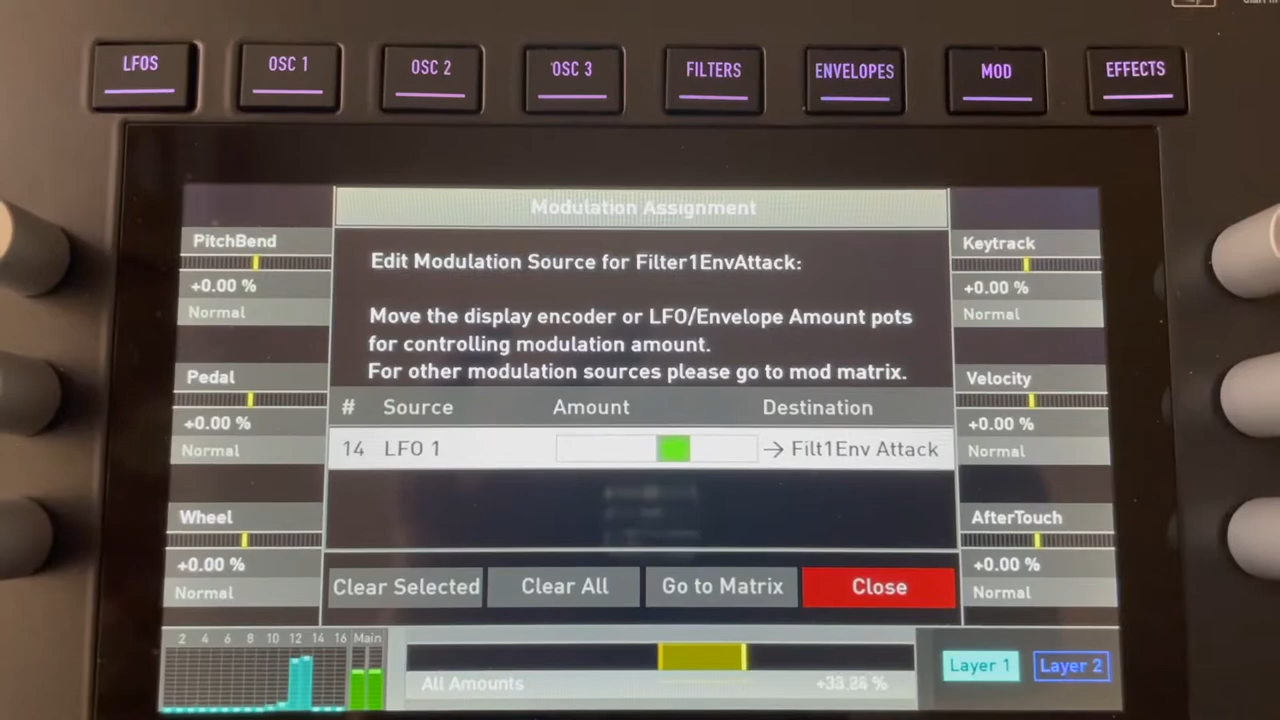 LFOS
OSC 1
OSC 2
OSC 3
FILTERS
ENVELOPES
MOD
EFFECTS
Modulation Assignment
PitchBend
+0.00 %
Normal
Pedal
+0.00 %
Normal
Wheel
+0.00 %
Normal
Edit Modulation Source for Filter1EnvAttack:
Move the display encoder or LFO/Envelope Amount pots
for controlling modulation amount.
For other modulation sources please go to mod matrix.
# Source Amount Destination
14 LFO 1 → Filt1Env Attack
Clear Selected
Clear All
Go to Matrix
Close
Keytrack
+0.00 %
Normal
Velocity
+0.00 %
Normal
AfterTouch
+0.00 %
Normal
2 4 6 8 10 12 14 16 Main
All Amounts
Layer 1
Layer 2